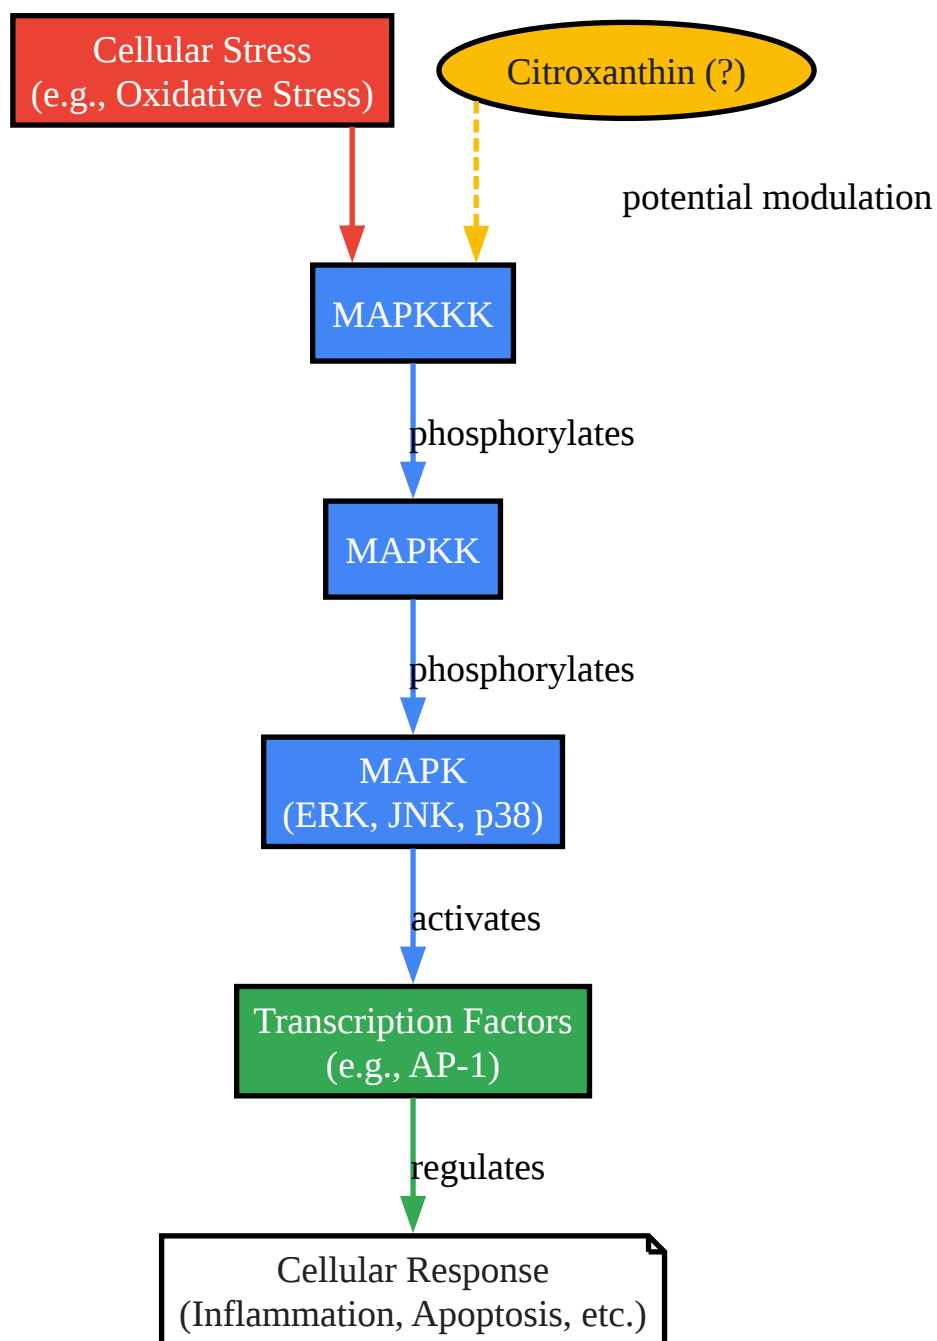 Cellular Stress
(e.g., Oxidative Stress)
Citroxanthin (?)
potential modulation
MAPKKK
phosphorylates
MAPKK
phosphorylates
MAPK
(ERK, JNK, p38)
activates
Transcription Factors
(e.g., AP-1)
regulates
Cellular Response
(Inflammation, Apoptosis, etc.)